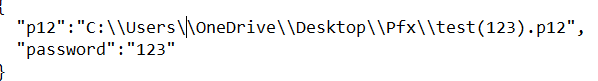 {
"p12":"C:\\Users\\OneDrive\\Desktop\\Pfx\\test(123).p12",
"password":"123"
}